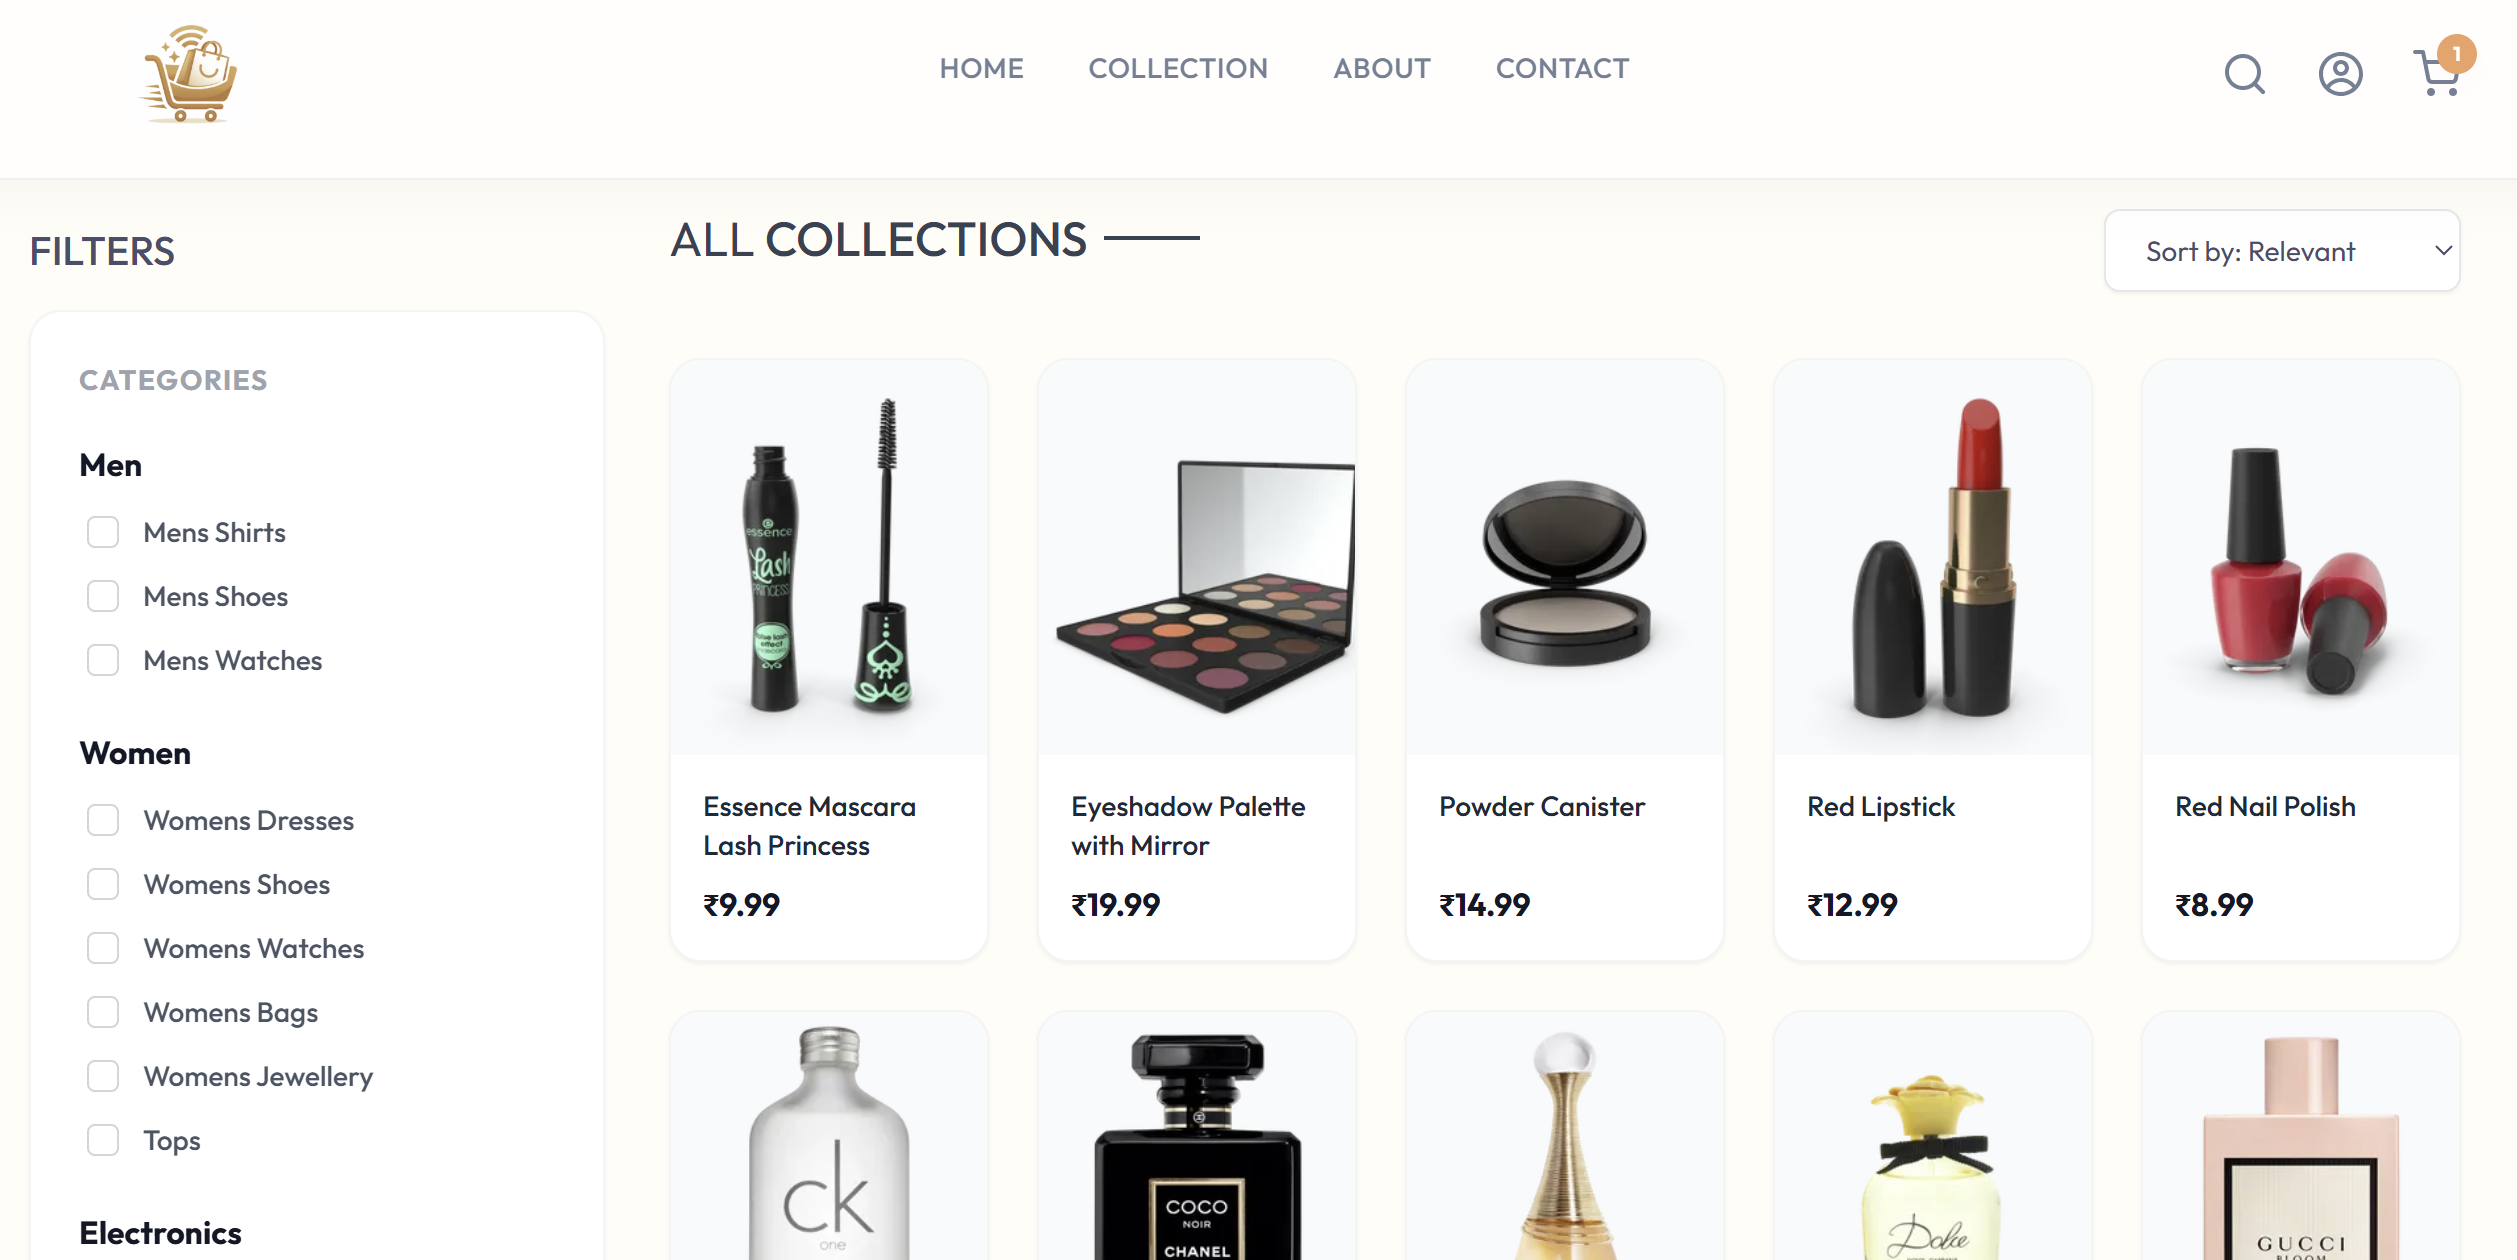 HOME
COLLECTION
ABOUT
CONTACT
1
FILTERS
ALL COLLECTIONS
Sort by: Relevant
CATEGORIES
Men
Mens Shirts
Mens Shoes
Mens Watches
Women
Womens Dresses
Womens Shoes
Womens Watches
Womens Bags
Womens Jewellery
Tops
Electronics
essence
Lash
PRINCESS
Essence Mascara
Lash Princess
₹9.99
Eyeshadow Palette
with Mirror
₹19.99
Powder Canister
₹14.99
Red Lipstick
₹12.99
Red Nail Polish
₹8.99
ck
one
COCO
NOIR
CHANEL
Dolce
GUCCI
BLOOM